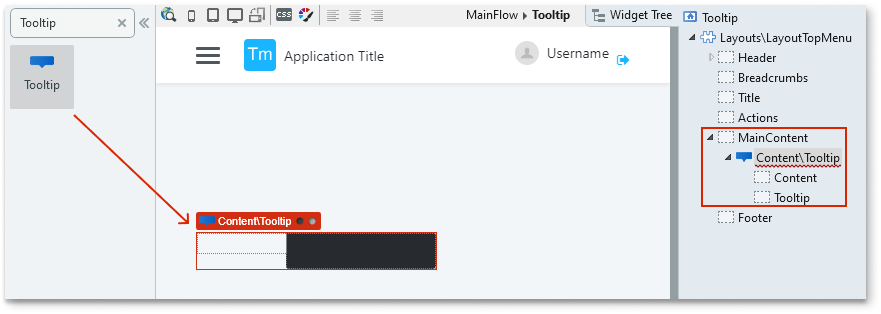 Tooltip
Tooltip
CSS
MainFlow Tooltip
Widget Tree
Tm Application Title
Username
Content\Tooltip
Tooltip
Layouts\LayoutTopMenu
Header
Breadcrumbs
Title
Actions
MainContent
Content\Tooltip
Content
Tooltip
Footer